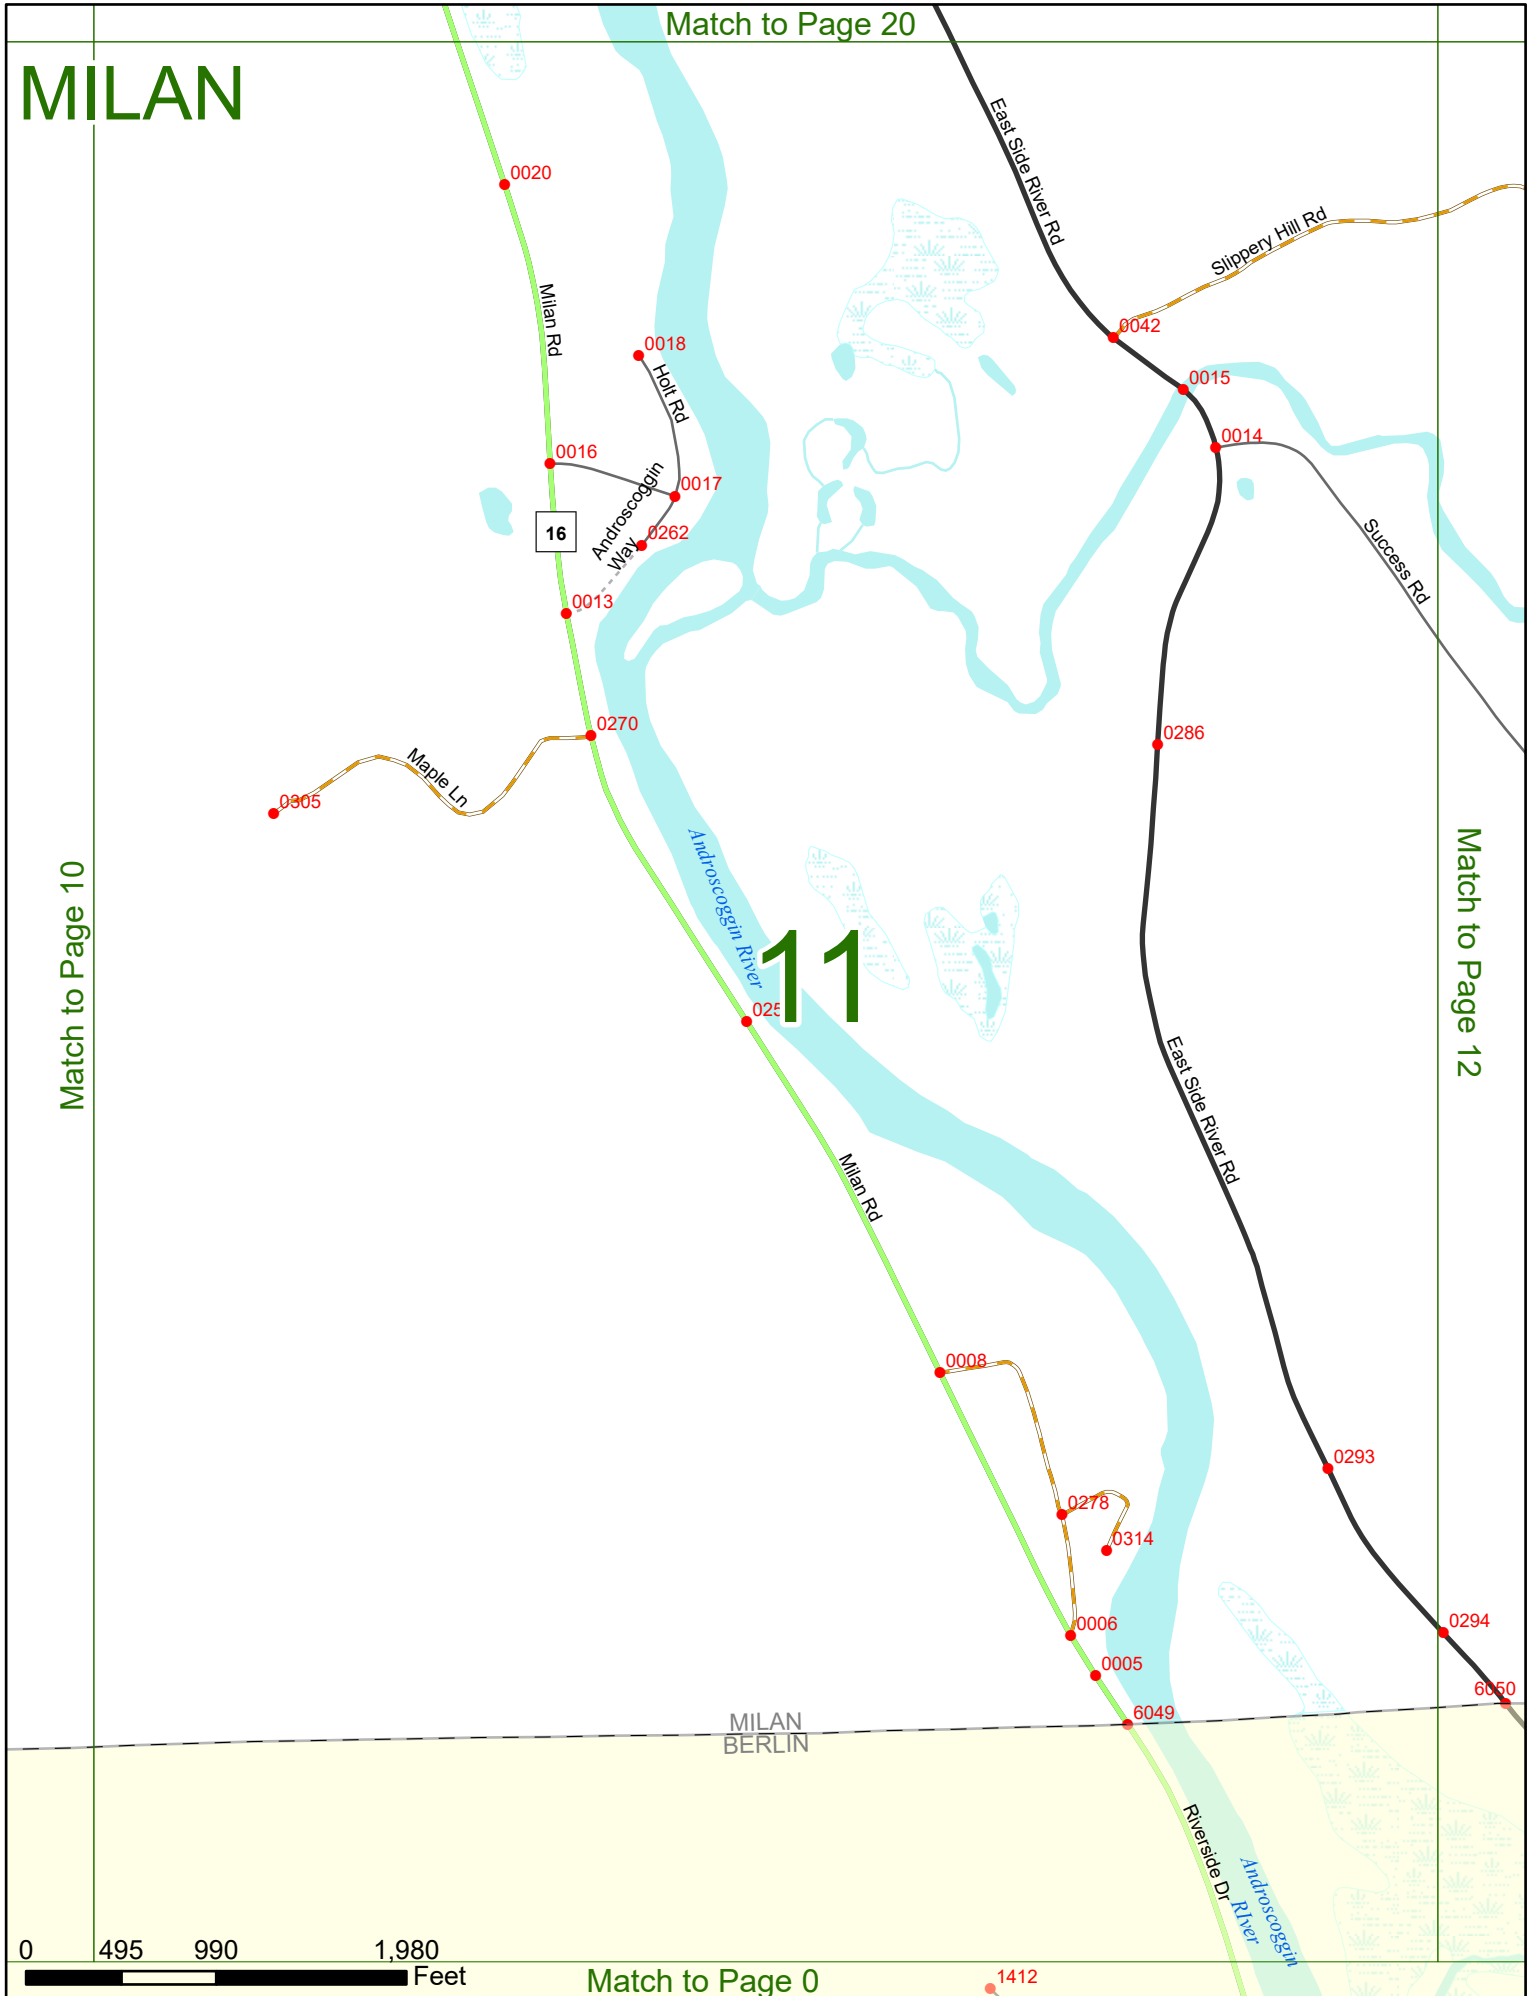 Match to Page 20
MILAN
East Side River Rd
0020
Slippery Hill Rd
Milan Rd
0042
0018
Holt Rd
0015
0014
0016
Androscoggin
Way
0017
16
0262
Success Rd
0013
0270
0286
Maple Ln
0305
Androscoggin River
Match to Page 10
Match to Page 12
11
025
East Side River Rd
Milan Rd
0008
0293
0278
0314
0006
0294
0005
6050
6049
MILAN
BERLIN
Riverside Dr
Androscoggin
RIver
0 495 990 1,980
Feet
Match to Page 0
1412